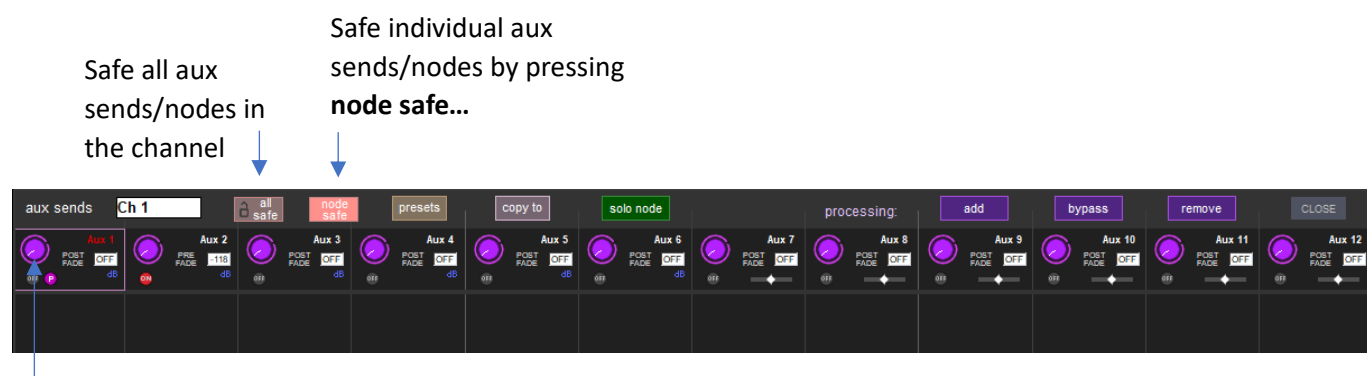 Safe individual aux
sends/nodes by pressing
node safe…
Safe all aux
sends/nodes in
the channel
aux sends Ch 1 all safe node safe presets copy to solo node processing: add bypass remove CLOSE
Aux 1 Aux 2 Aux 3 Aux 4 Aux 5 Aux 6 Aux 7 Aux 8 Aux 9 Aux 10 Aux 11 Aux 12
POST FADE OFF PRE FADE -118 POST FADE OFF POST FADE OFF POST FADE OFF POST FADE OFF POST FADE OFF POST FADE OFF POST FADE OFF POST FADE OFF POST FADE OFF POST FADE OFF
OFF P dB ON dB OFF dB OFF dB OFF dB OFF dB OFF OFF OFF OFF OFF OFF